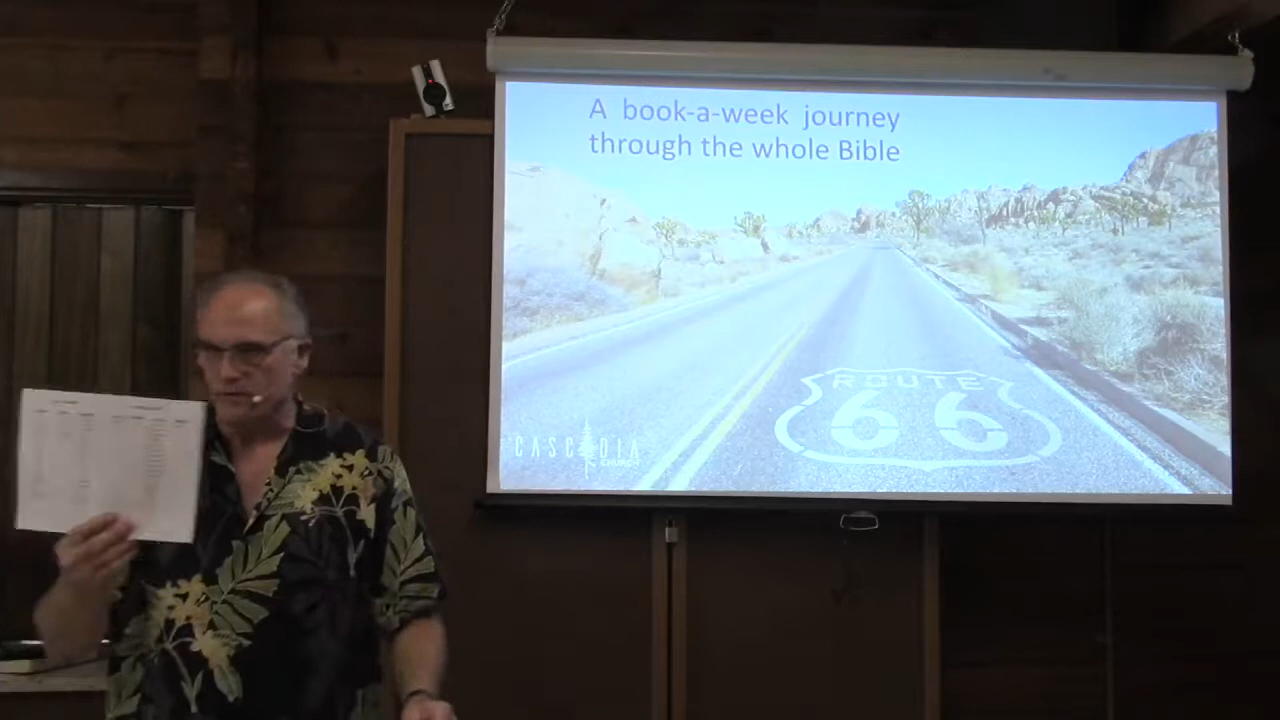 A book-a-week journey
through the whole Bible
ROUTE
66
CASCADIA
CHURCH